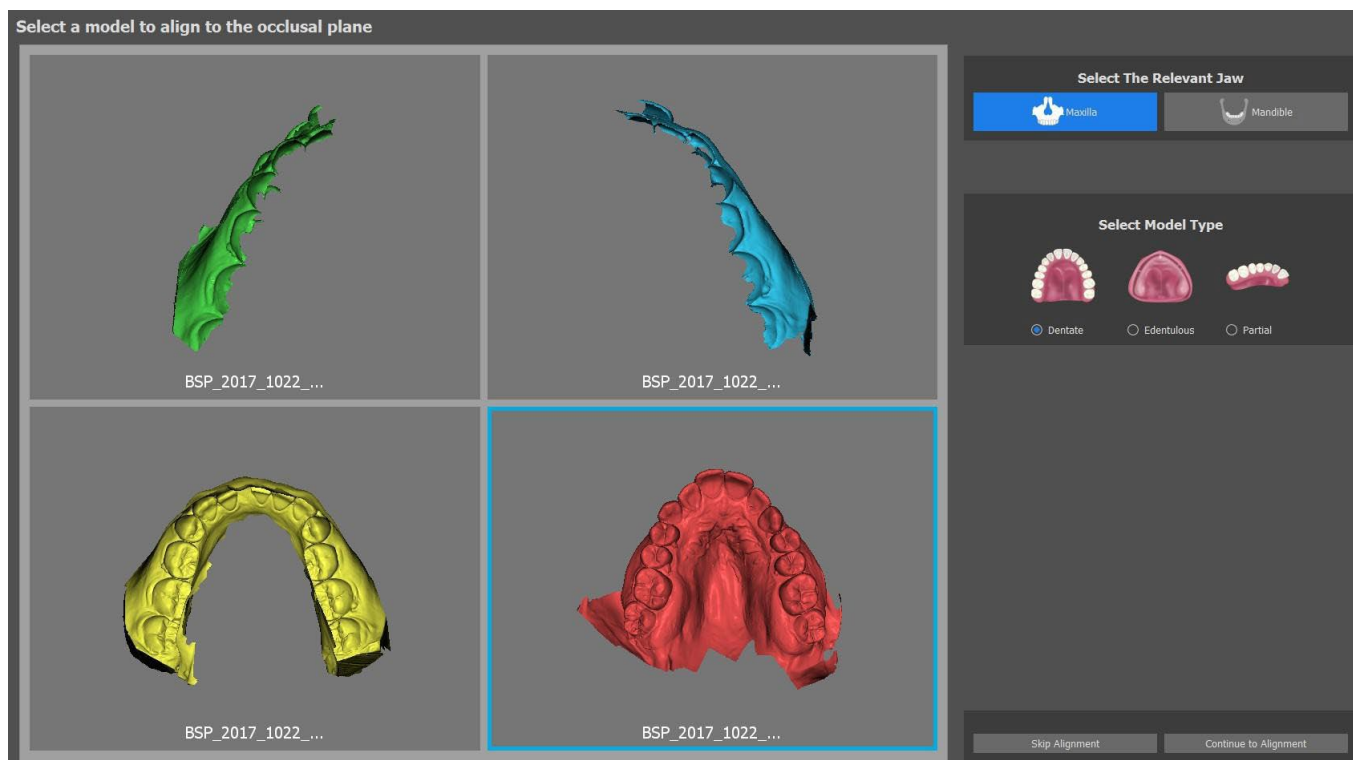 Select a model to align to the occlusal plane
BSP_2017_1022_...
BSP_2017_1022_...
BSP_2017_1022_...
BSP_2017_1022_...
Select The Relevant Jaw
Maxilla
Mandible
Select Model Type
Dentate
Edentulous
Partial
Skip Alignment
Continue to Alignment